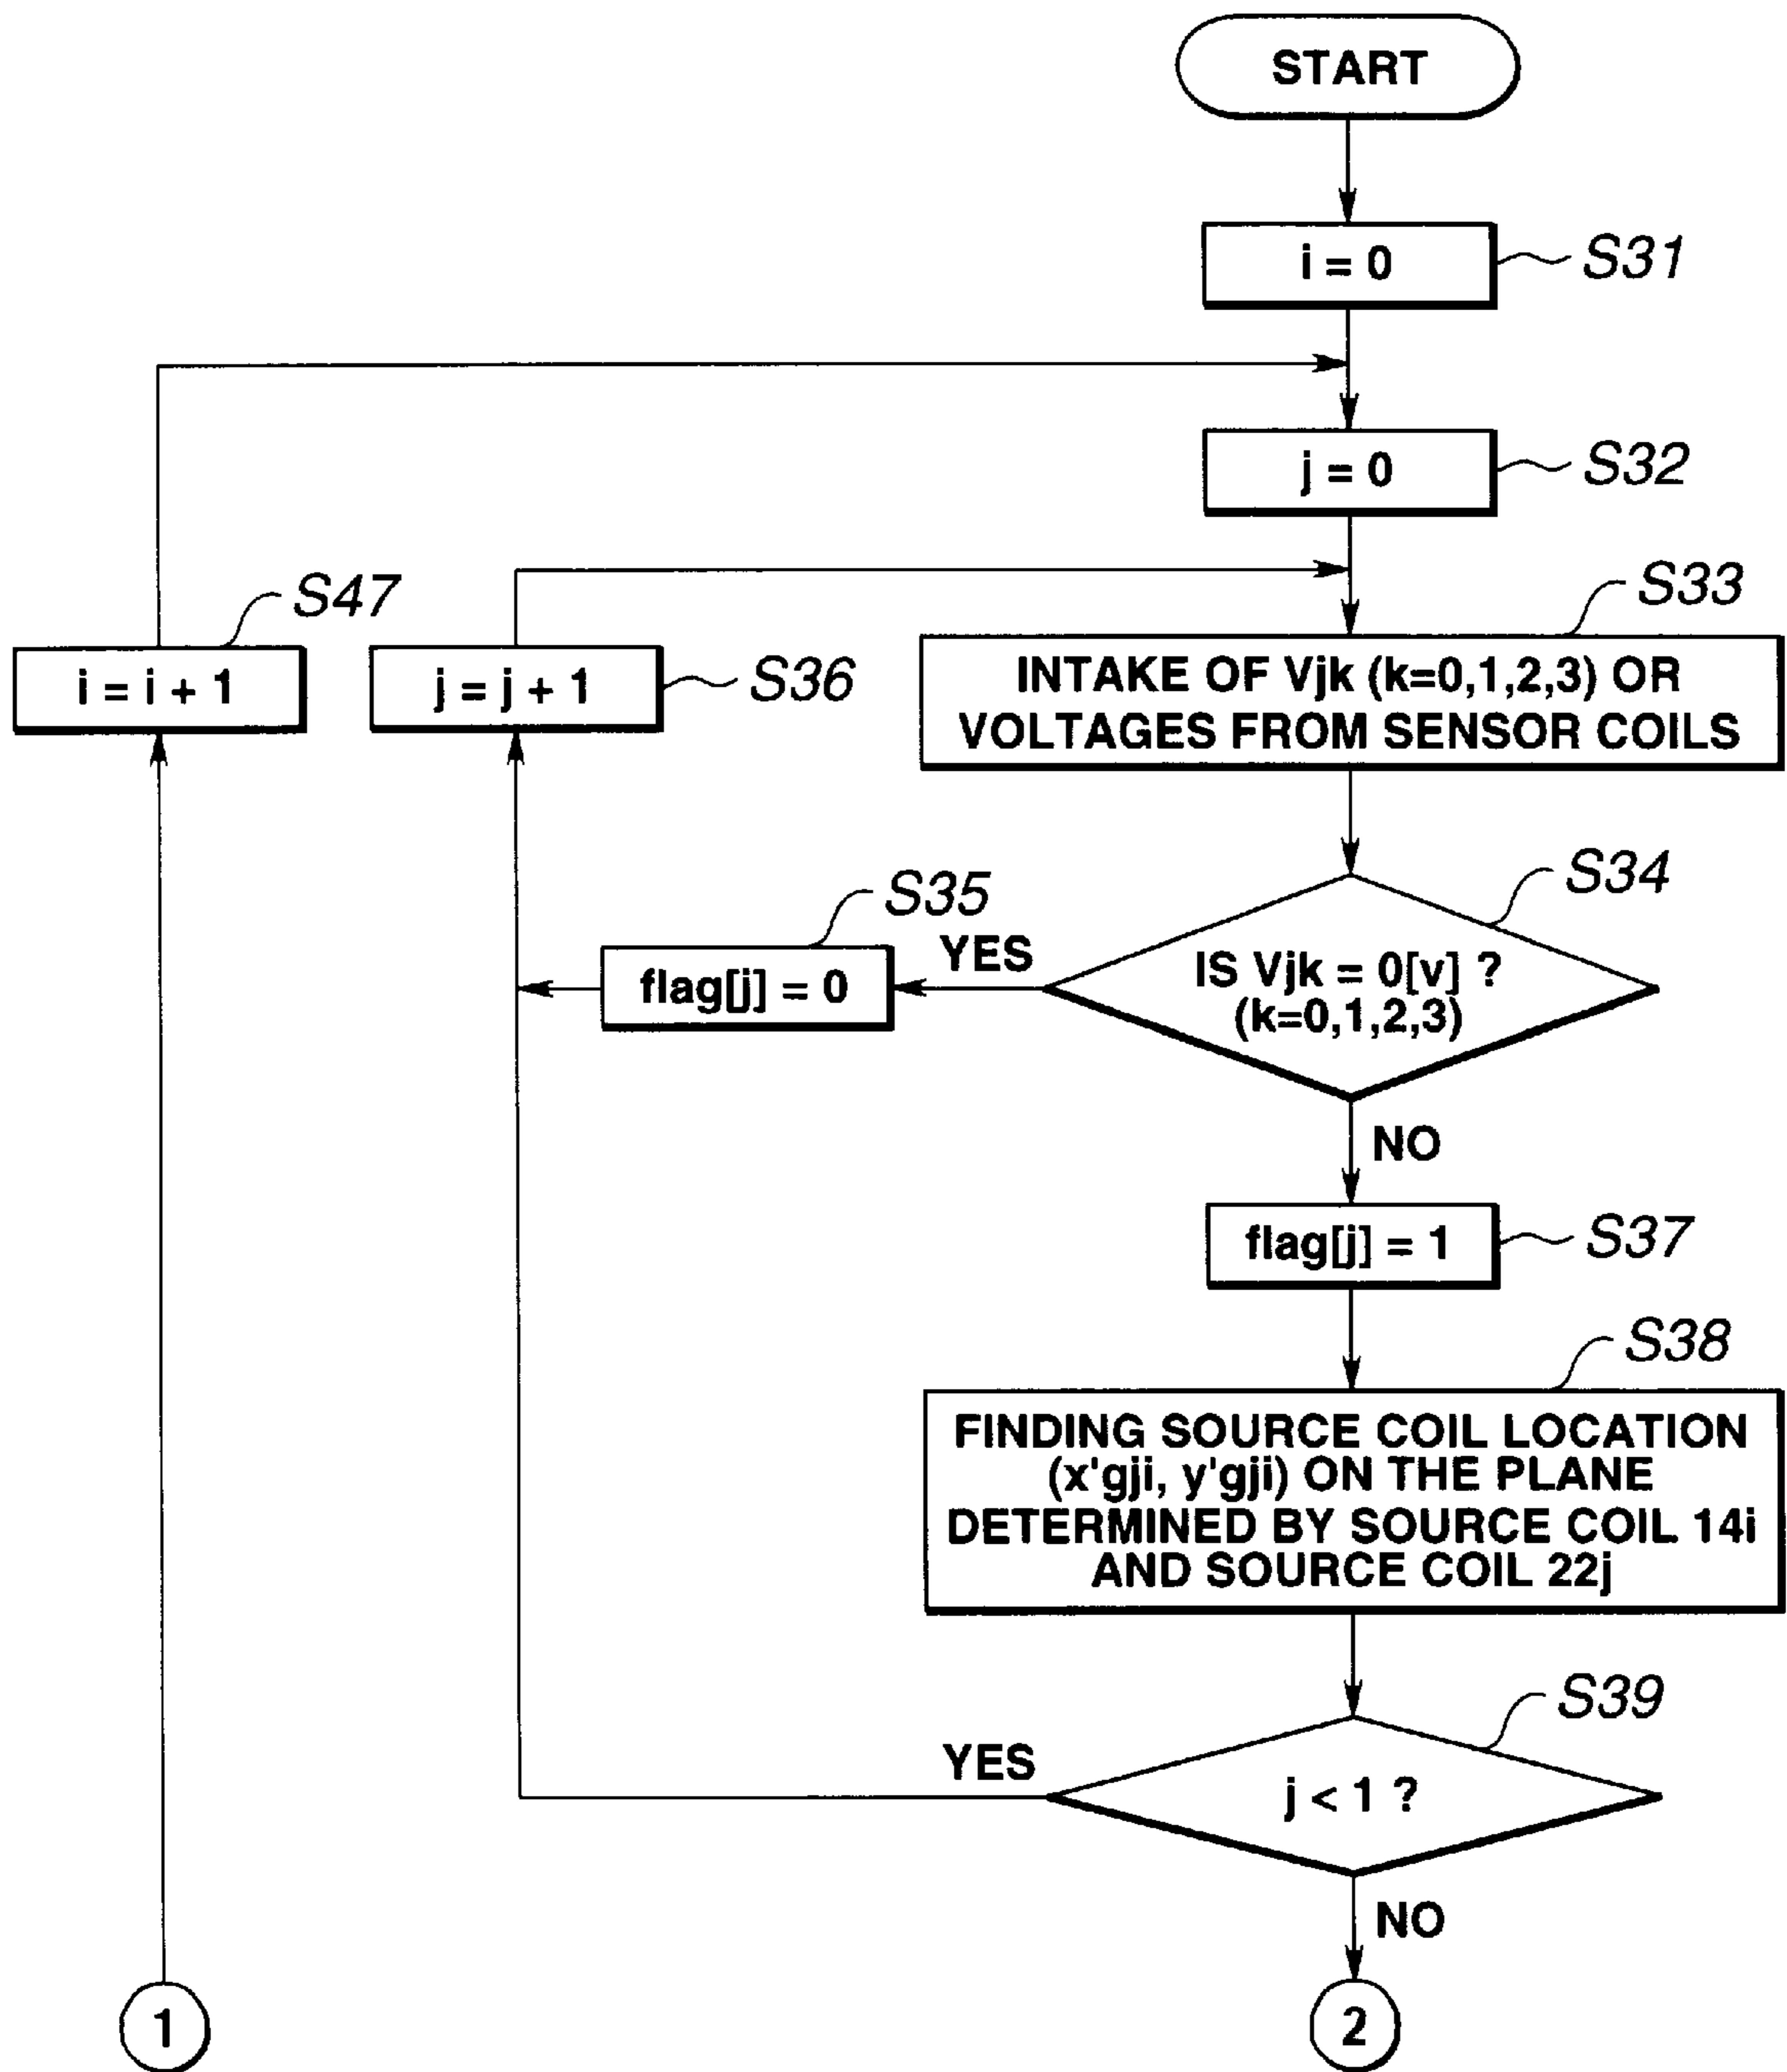 START
i = 0
S31
j = 0
S32
S47
i = i + 1
j = j + 1
S36
S33
INTAKE OF Vjk (k=0,1,2,3) OR
VOLTAGES FROM SENSOR COILS
S34
IS Vjk = 0[v] ?
(k=0,1,2,3)
YES
S35
flag[j] = 0
NO
flag[j] = 1
S37
S38
FINDING SOURCE COIL LOCATION
(x'gji, y'gji) ON THE PLANE
DETERMINED BY SOURCE COIL 14i
AND SOURCE COIL 22j
S39
YES
j < 1 ?
NO
1
2